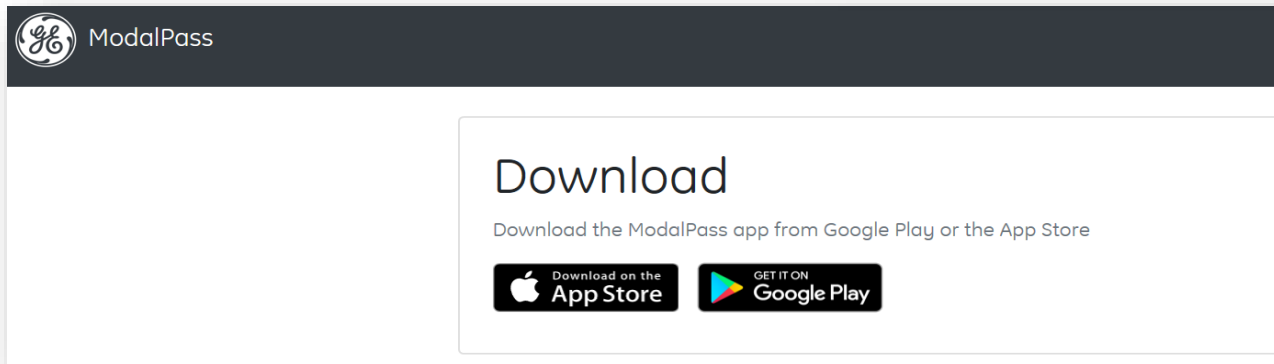 GE ModalPass
Download
Download the ModalPass app from Google Play or the App Store
Download on the
App Store
GET IT ON
Google Play